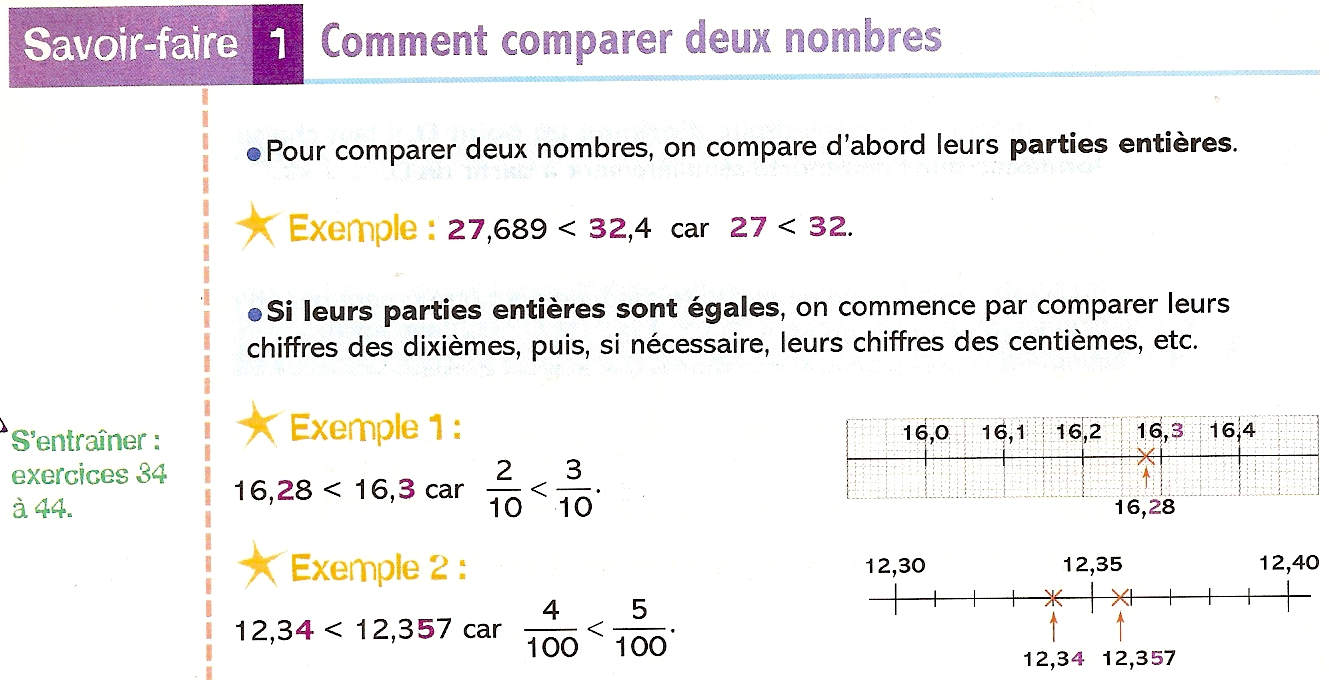 Savoir-faire 1 Comment comparer deux nombres
• Pour comparer deux nombres, on compare d'abord leurs parties entières.
Exemple : 27,689 < 32,4 car 27 < 32.
• Si leurs parties entières sont égales, on commence par comparer leurs
chiffres des dixièmes, puis, si nécessaire, leurs chiffres des centièmes, etc.
S'entraîner :
exercices 34
à 44.
Exemple 1 :
16,28 < 16,3 car 2/10 < 3/10.
16,0 16,1 16,2 16,3 16,4
16,28
Exemple 2 :
12,34 < 12,357 car 4/100 < 5/100.
12,30 12,35 12,40
12,34 12,357